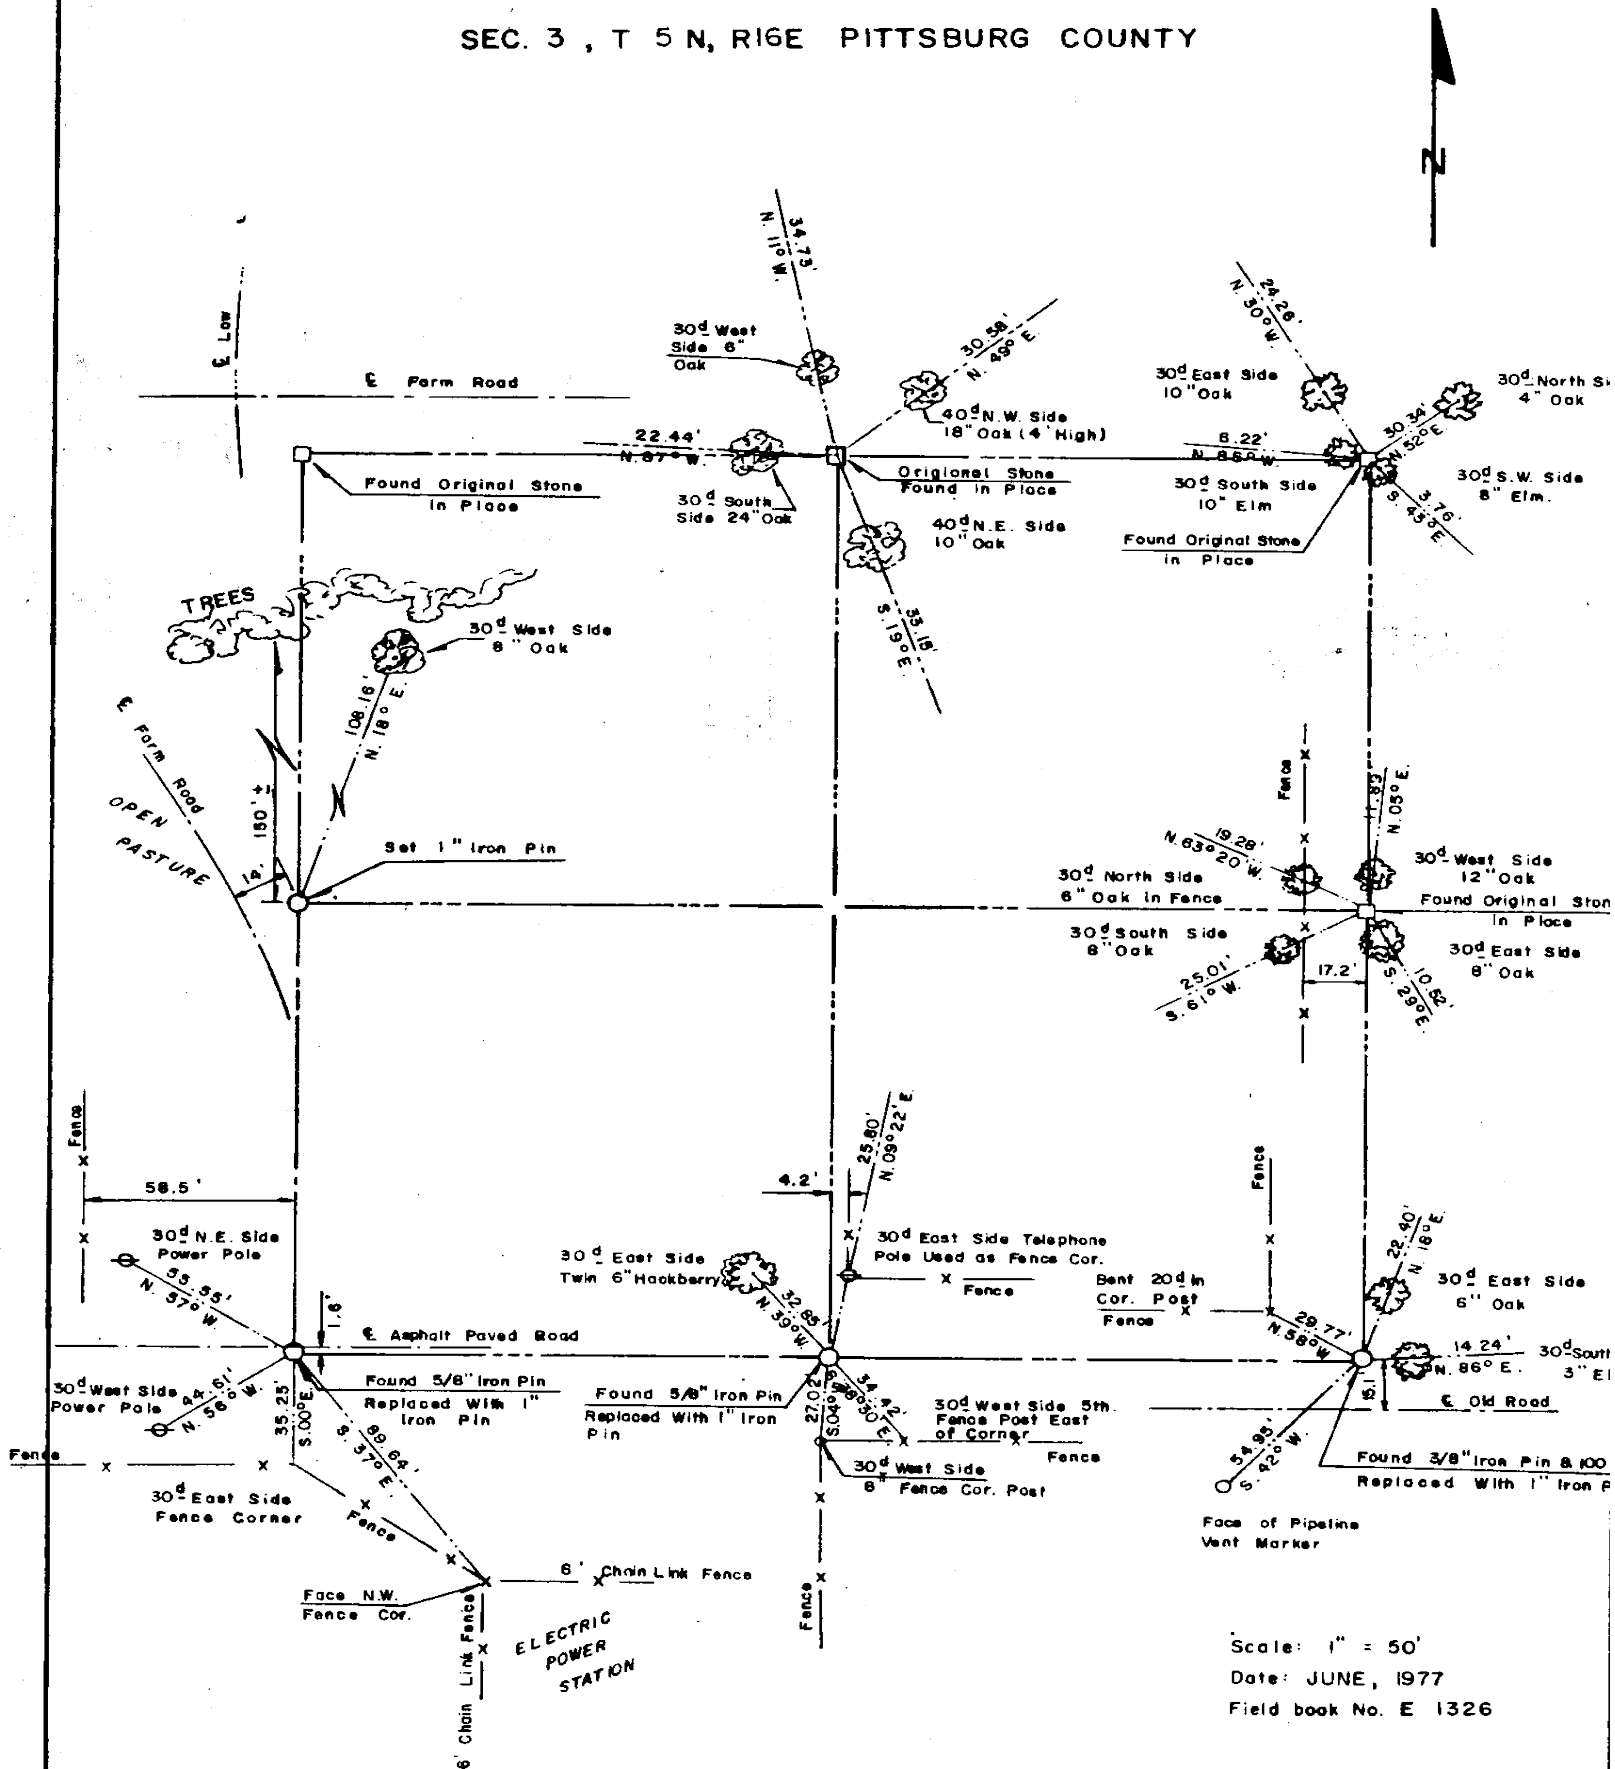 SEC. 3 , T 5 N, R16E PITTSBURG COUNTY
N
34.73'
N. 11° W.
24.26'
N. 30° W.
℄ Law
30d West
Side 6"
Oak
30.58'
N. 49° E.
℄ Farm Road
30d East Side
10" Oak
30d North Si
4" Oak
22.44'
N. 87° W.
40d N.W. Side
18" Oak (4' High)
6.22'
30.34'
N. 52° E.
Found Original Stone
in Place
30d South
Side 24" Oak
Origional Stone
Found in Place
30d South Side
10" Elm
30d S.W. Side
8" Elm.
3.76'
S. 43° E.
40d N.E. Side
10" Oak
Found Original Stone
in Place
TREES
30d West Side
8" Oak
33.18'
S. 19° E.
108.16'
N. 18° E.
℄ Farm Road
OPEN
PASTURE
150' ±
14'
Set 1" Iron Pin
Fence
11.83'
N. 05° E.
19.28'
N. 63° 20' W.
30d North Side
6" Oak in Fence
30d West Side
12" Oak
Found Original Ston
in Place
30d South Side
8" Oak
30d East Side
8" Oak
25.01'
S. 61° W.
17.2'
10.52'
S. 29° E.
Fence
58.5'
4.2'
25.80'
N. 09° 22' E.
Fence
22.40'
N. 18° E.
30d N.E. Side
Power Pole
55.55'
N. 57° W.
1.6'
30d East Side
Twin 6" Hackberry
32.85'
N. 39° W.
30d East Side Telephone
Pole Used as Fence Cor.
Fence
Bent 20d in
Cor. Post
Fence
30d East Side
6" Oak
29.77'
N. 58° W.
℄ Asphalt Paved Road
14.24'
N. 86° E.
30d South
3" El
30d West Side
Power Pole
44.61'
N. 56° W.
35.25'
S. 00° E.
Found 5/8" Iron Pin
Replaced With 1"
Iron Pin
Found 5/8" Iron Pin
Replaced With 1" Iron
Pin
27.02'
S. 04° W.
34.42'
30d West Side 5th.
Fence Post East
of Corner
Fence
15.1
℄ Old Road
Fence
89.64'
S. 37° E.
30d West Side
8" Fence Cor. Post
54.95'
S. 42° W.
Found 3/8" Iron Pin & 100
Replaced With 1" Iron P
30d East Side
Fence Corner
Fence
Face of Pipeline
Vent Marker
Face N.W.
Fence Cor.
6' Chain Link Fence
6' Chain Link Fence
Fence
ELECTRIC
POWER
STATION
Scale: 1" = 50'
Date: JUNE, 1977
Field book No. E 1326